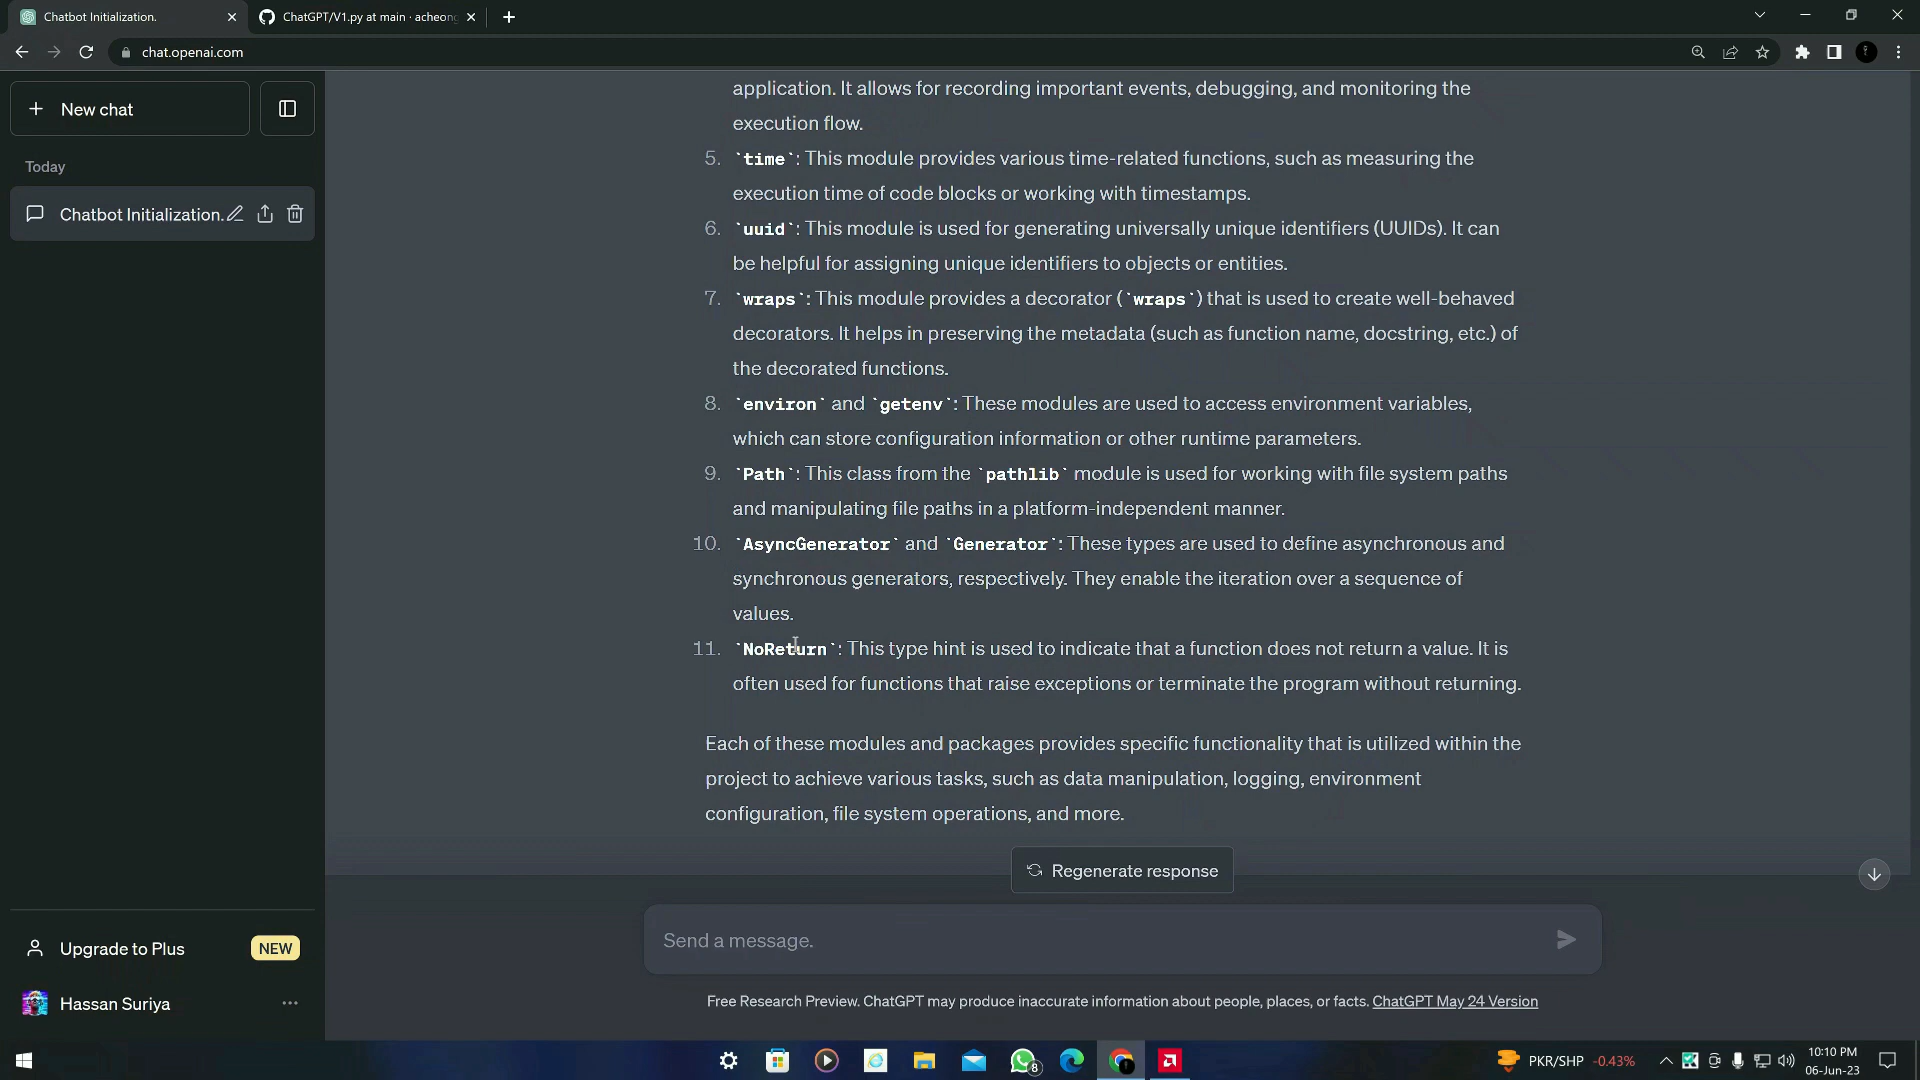 Chatbot Initialization.
ChatGPT/V1.py at main · acheong
chat.openai.com
New chat
Today
Chatbot Initialization.
application. It allows for recording important events, debugging, and monitoring the
execution flow.
5. `time`: This module provides various time-related functions, such as measuring the
execution time of code blocks or working with timestamps.
6. `uuid`: This module is used for generating universally unique identifiers (UUIDs). It can
be helpful for assigning unique identifiers to objects or entities.
7. `wraps`: This module provides a decorator (`wraps`) that is used to create well-behaved
decorators. It helps in preserving the metadata (such as function name, docstring, etc.) of
the decorated functions.
8. `environ` and `getenv`: These modules are used to access environment variables,
which can store configuration information or other runtime parameters.
9. `Path`: This class from the `pathlib` module is used for working with file system paths
and manipulating file paths in a platform-independent manner.
10. `AsyncGenerator` and `Generator`: These types are used to define asynchronous and
synchronous generators, respectively. They enable the iteration over a sequence of
values.
11. `NoReturn`: This type hint is used to indicate that a function does not return a value. It is
often used for functions that raise exceptions or terminate the program without returning.
Each of these modules and packages provides specific functionality that is utilized within the
project to achieve various tasks, such as data manipulation, logging, environment
configuration, file system operations, and more.
Regenerate response
Send a message.
Free Research Preview. ChatGPT may produce inaccurate information about people, places, or facts. ChatGPT May 24 Version
Upgrade to Plus NEW
Hassan Suriya
8
PKR/SHP -0.43%
10:10 PM
06-Jun-23